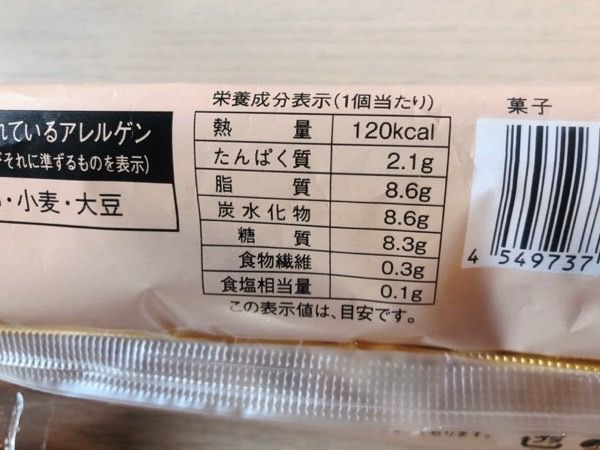 栄養成分表示(1個当たり)
熱量 120kcal
たんぱく質 2.1g
脂質 8.6g
炭水化物 8.6g
糖質 8.3g
食物繊維 0.3g
食塩相当量 0.1g
この表示値は、目安です。
れているアレルゲン
それに準ずるものを表示)
・小麦・大豆
菓子
4 549737